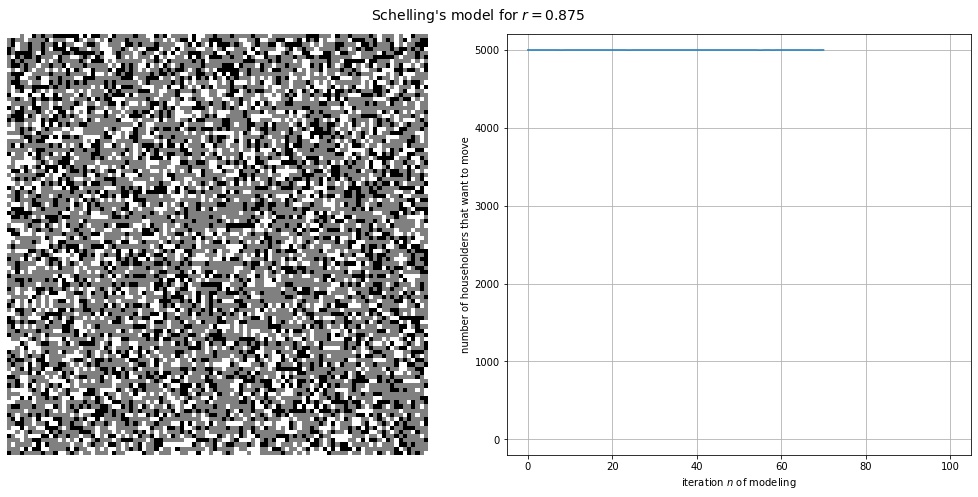 Schelling's model for r = 0.875
5000
4000
3000
2000
1000
0
number of householders that want to move
0 20 40 60 80 100
iteration n of modeling